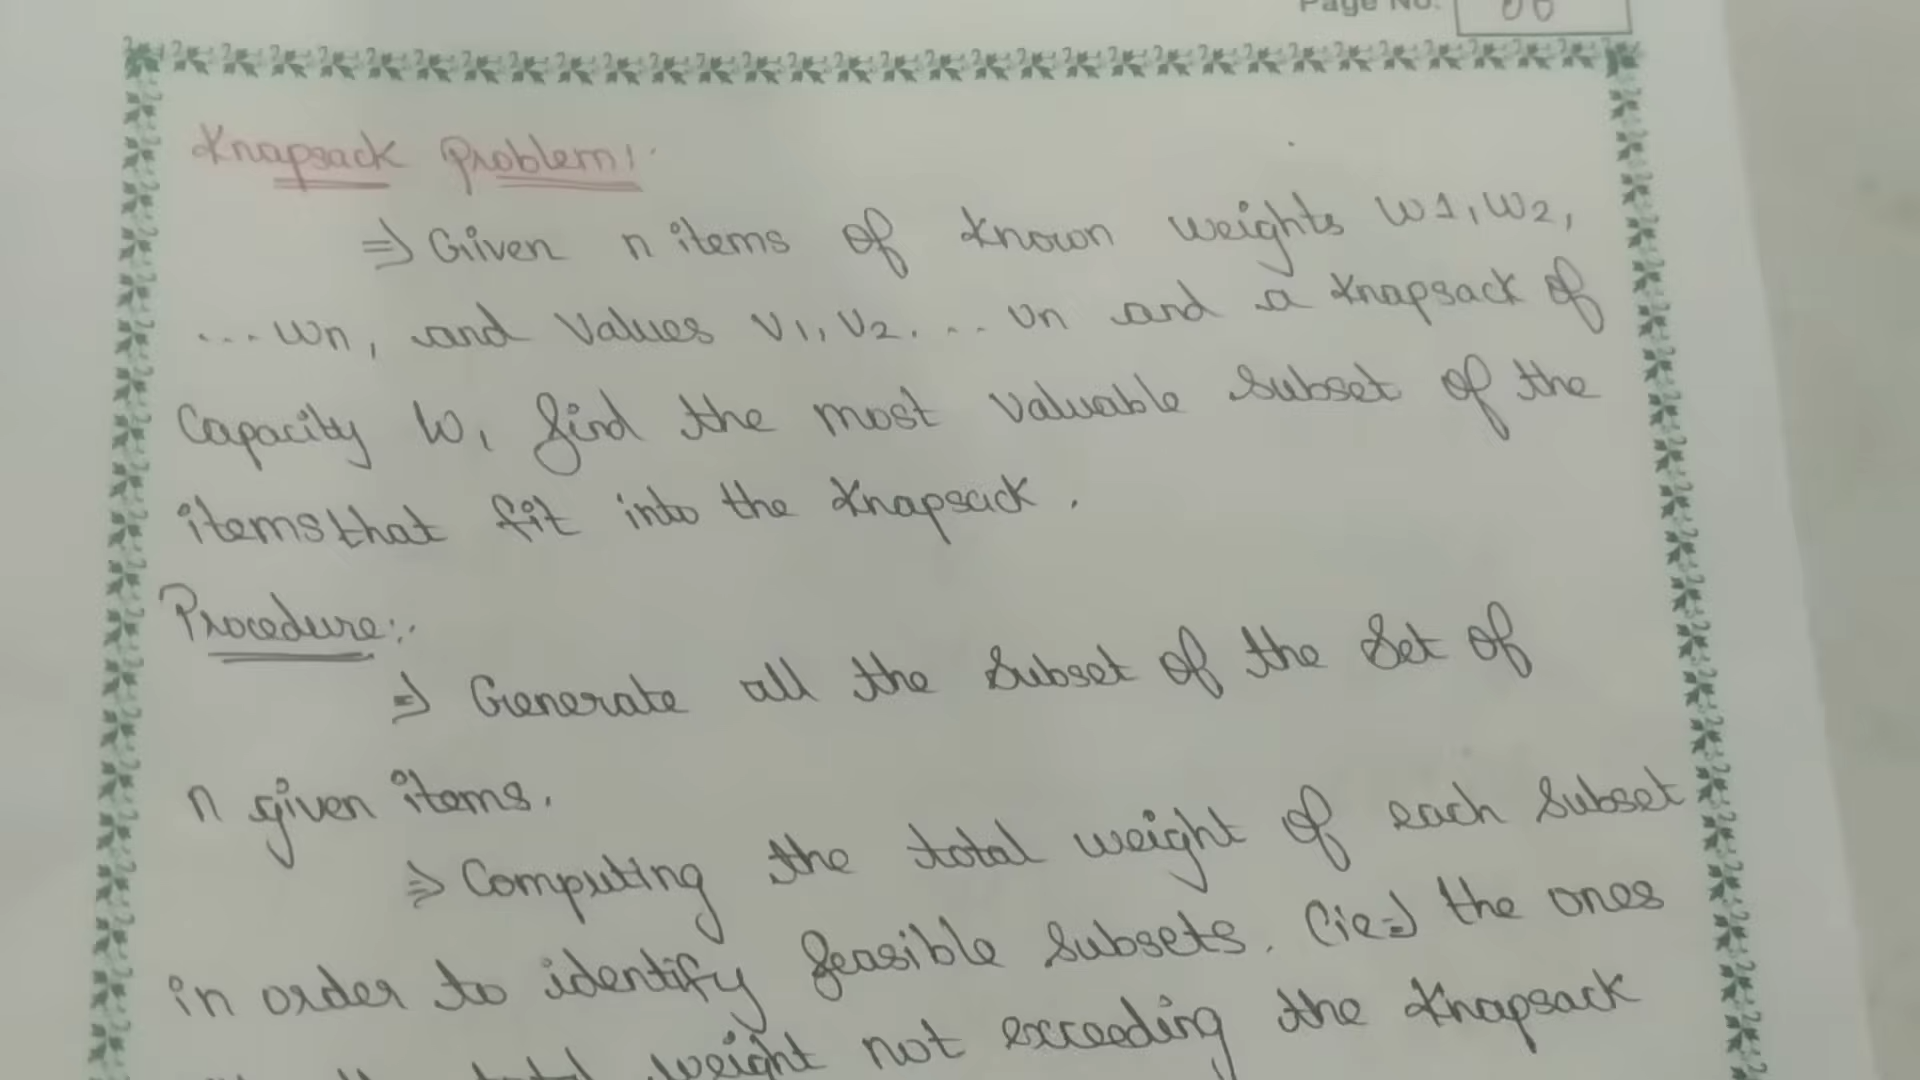 Page No.
Knapsack Problem:
=> Given n items of known weights w1, w2,
... wn, and values v1, v2. ... vn and a knapsack of
Capacity W, find the most valuable subset of the
items that fit into the knapsack.
Procedure:
=> Generate all the subset of the set of
n given items.
=> Computing the total weight of each subset
in order to identify feasible subsets. (ie=) the ones
total weight not exceeding the knapsack